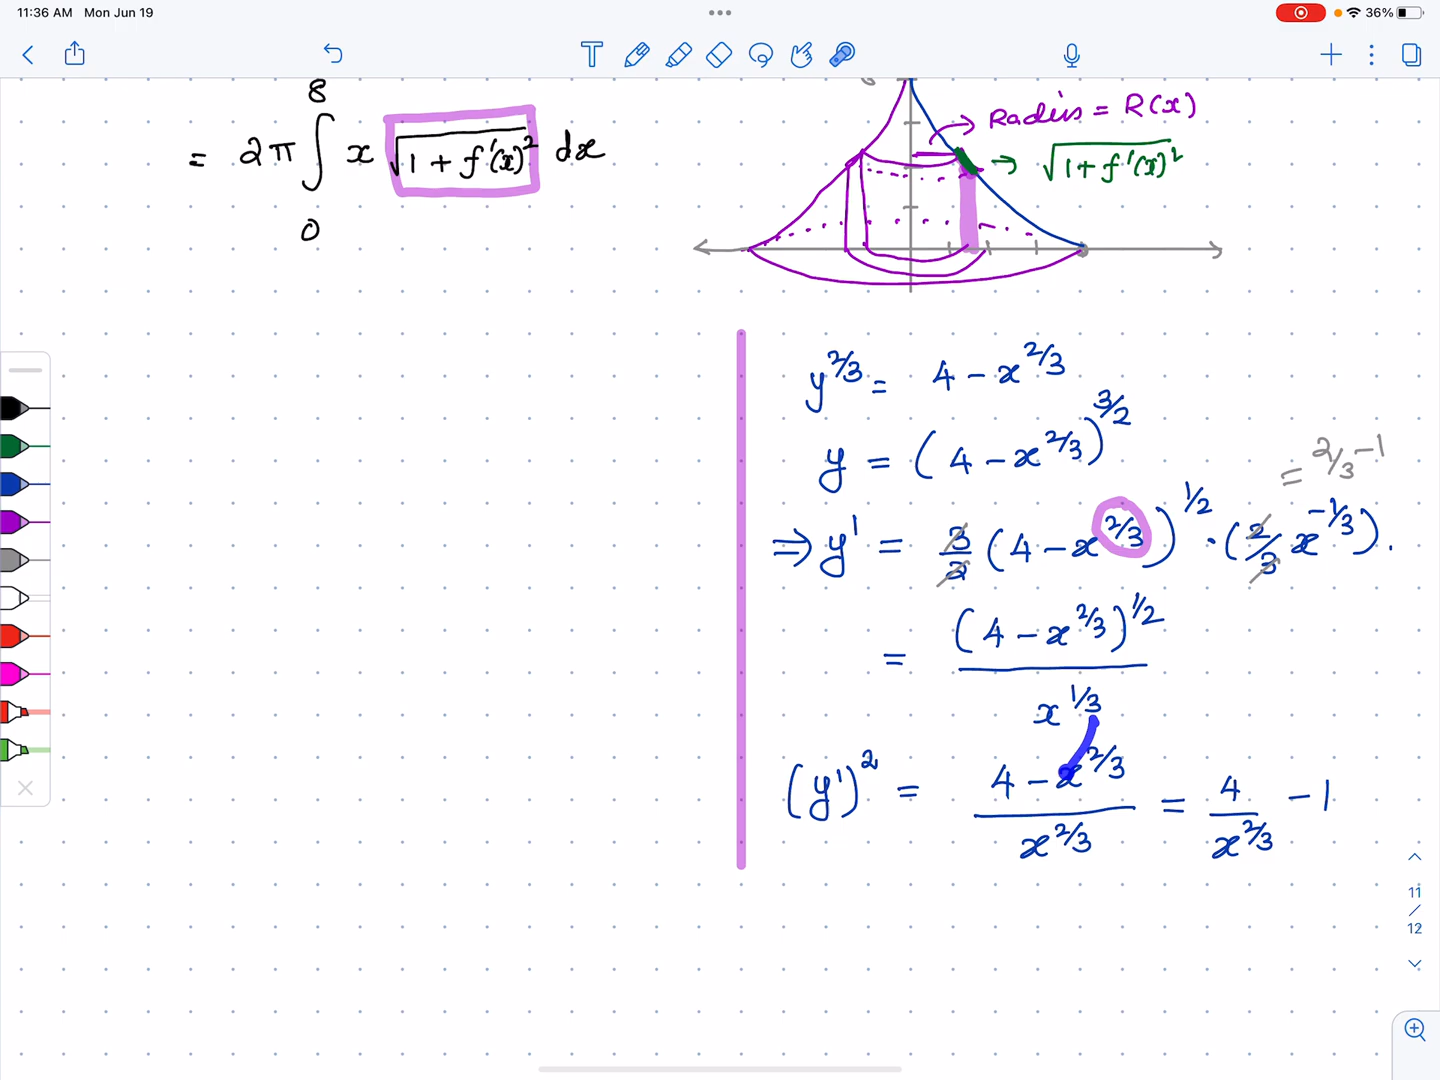 11:36 AM Mon Jun 19
36%
T
= 2π ∫₀⁸ x √(1 + f'(x)²) dx
Radius = R(x)
→ √(1 + f'(x)²)
y^(2/3) = 4 − x^(2/3)
y = (4 − x^(2/3))^(3/2)
= 2/3 − 1
⇒ y' = 3/2 (4 − x^(2/3))^(1/2) · (2/3 x^(−1/3)).
= (4 − x^(2/3))^(1/2) / x^(1/3)
(y')² = (4 − x^(2/3)) / x^(2/3) = 4 / x^(2/3) − 1
11
/
12